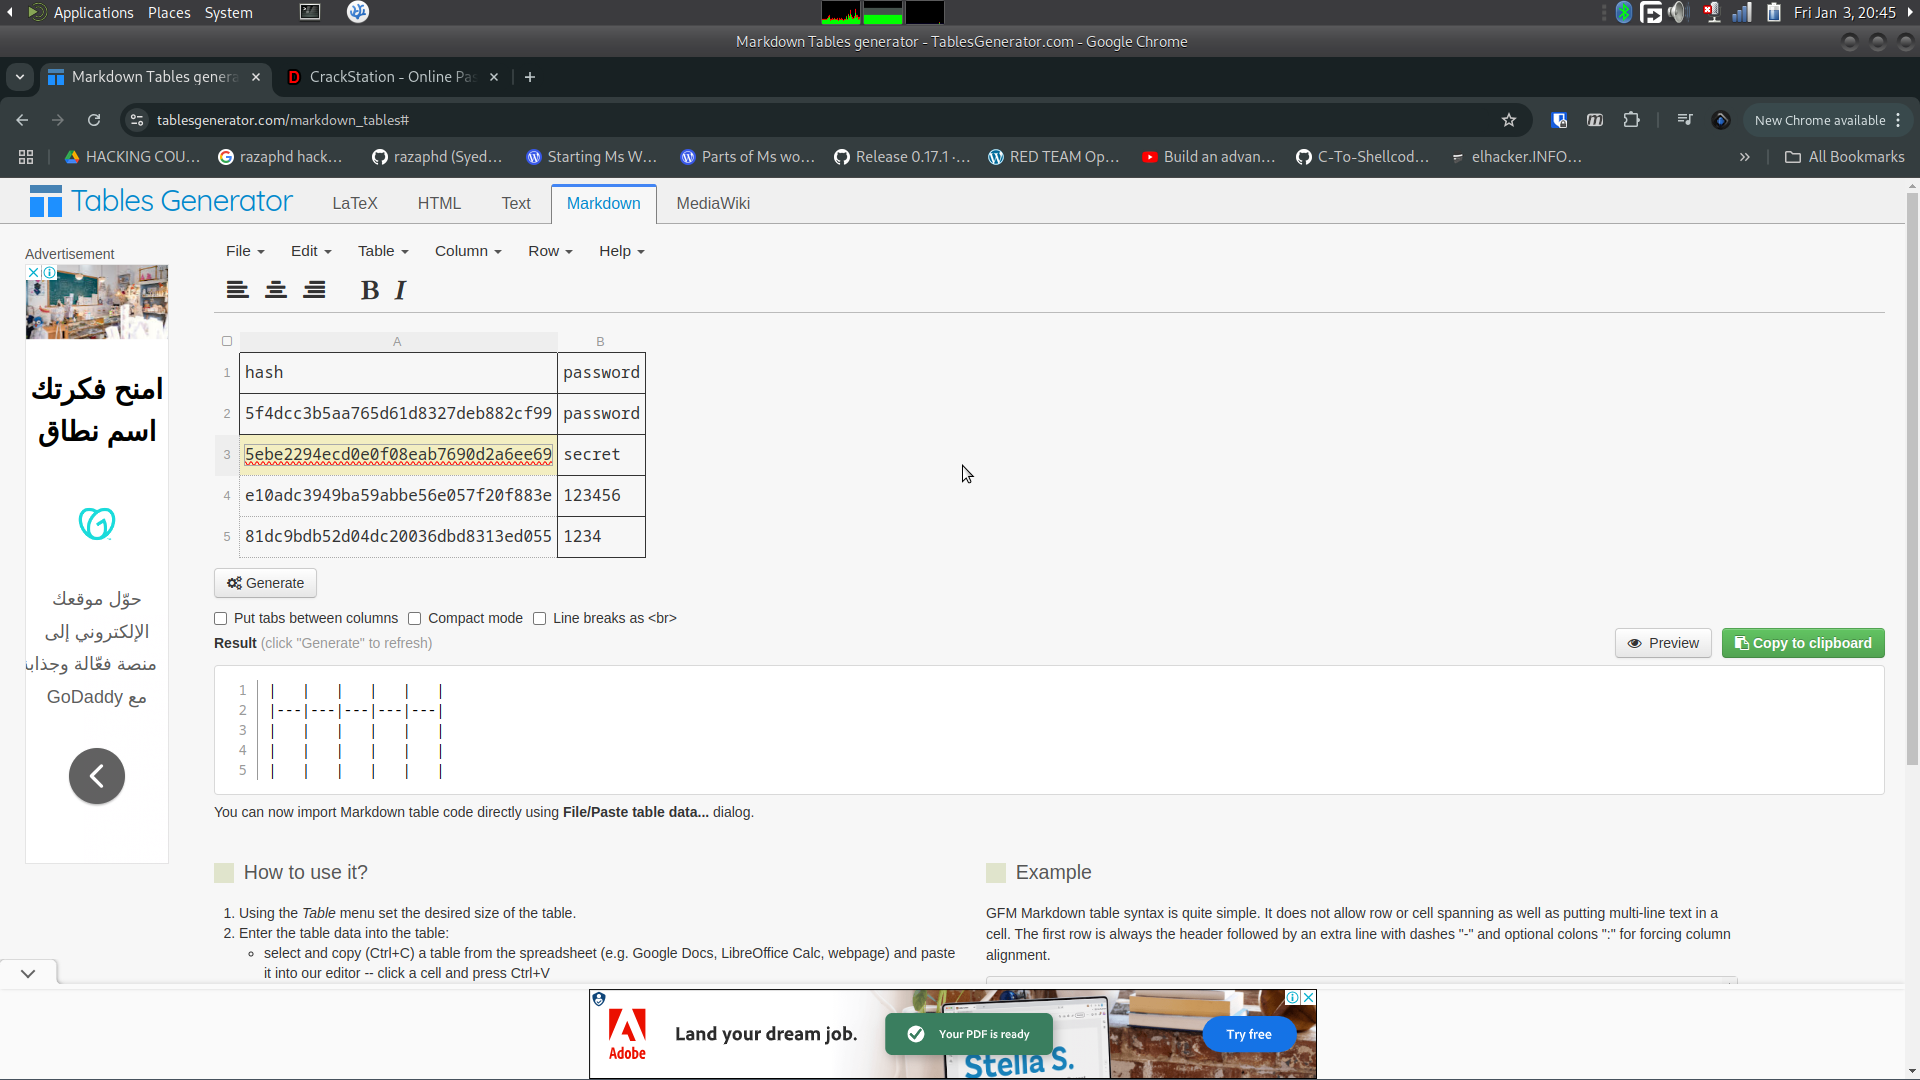 Applications Places System
Fri Jan 3, 20:45
Markdown Tables generator - TablesGenerator.com - Google Chrome
Markdown Tables genera
CrackStation - Online Pas
tablesgenerator.com/markdown_tables#
New Chrome available
HACKING COU...
razaphd hack...
razaphd (Syed...
Starting Ms W...
Parts of Ms wo...
Release 0.17.1 ·...
RED TEAM Op...
Build an advan...
C-To-Shellcod...
elhacker.INFO...
All Bookmarks
Tables Generator
LaTeX HTML Text Markdown MediaWiki
Advertisement
File Edit Table Column Row Help
B I
A B
1 hash password
2 5f4dcc3b5aa765d61d8327deb882cf99 password
3 5ebe2294ecd0e0f08eab7690d2a6ee69 secret
4 e10adc3949ba59abbe56e057f20f883e 123456
5 81dc9bdb52d04dc20036dbd8313ed055 1234
امنح فكرتك
اسم نطاق
حوّل موقعك
الإلكتروني إلى
منصة فعّالة وجذابة
مع GoDaddy
Generate
Put tabs between columns Compact mode Line breaks as <br>
Result (click "Generate" to refresh)
Preview
Copy to clipboard
1 |   |   |   |   |   |
2 |---|---|---|---|---|
3 |   |   |   |   |   |
4 |   |   |   |   |   |
5 |   |   |   |   |   |
You can now import Markdown table code directly using File/Paste table data... dialog.
How to use it?
1. Using the Table menu set the desired size of the table.
2. Enter the table data into the table:
select and copy (Ctrl+C) a table from the spreadsheet (e.g. Google Docs, LibreOffice Calc, webpage) and paste
it into our editor -- click a cell and press Ctrl+V
Example
GFM Markdown table syntax is quite simple. It does not allow row or cell spanning as well as putting multi-line text in a
cell. The first row is always the header followed by an extra line with dashes "-" and optional colons ":" for forcing column
alignment.
Adobe
Land your dream job.
Your PDF is ready
Stella S.
Try free